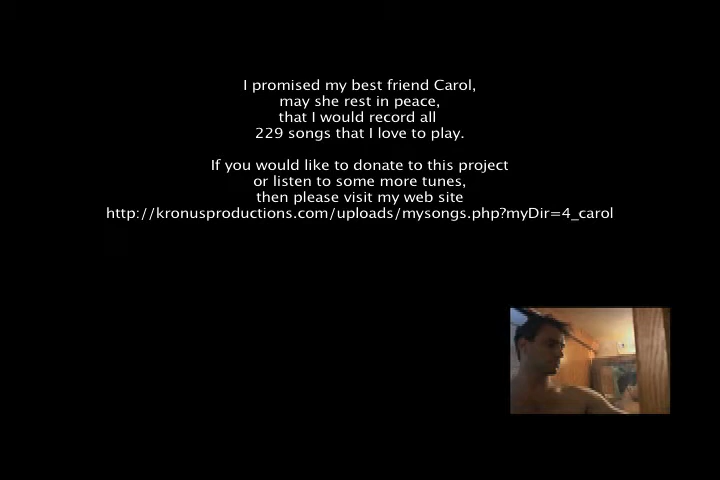 I promised my best friend Carol,
may she rest in peace,
that I would record all
229 songs that I love to play.
If you would like to donate to this project
or listen to some more tunes,
then please visit my web site
http://kronusproductions.com/uploads/mysongs.php?myDir=4_carol